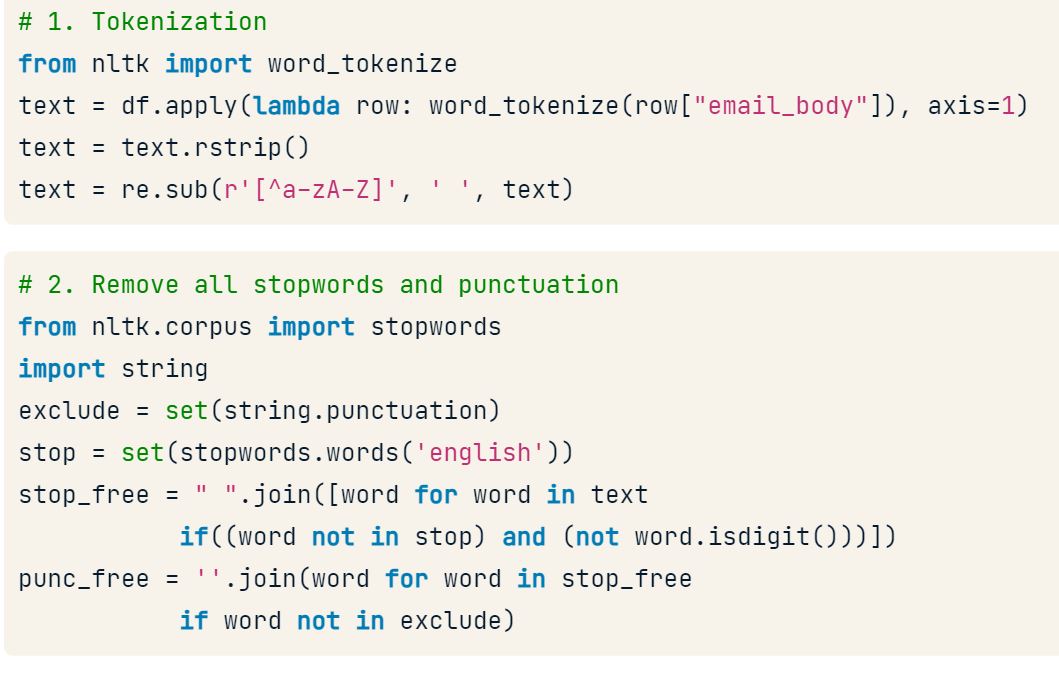 # 1. Tokenization
from nltk import word_tokenize
text = df.apply(lambda row: word_tokenize(row["email_body"]), axis=1)
text = text.rstrip()
text = re.sub(r'[^a-zA-Z]', ' ', text)
# 2. Remove all stopwords and punctuation
from nltk.corpus import stopwords
import string
exclude = set(string.punctuation)
stop = set(stopwords.words('english'))
stop_free = " ".join([word for word in text
           if((word not in stop) and (not word.isdigit()))])
punc_free = ''.join(word for word in stop_free
           if word not in exclude)